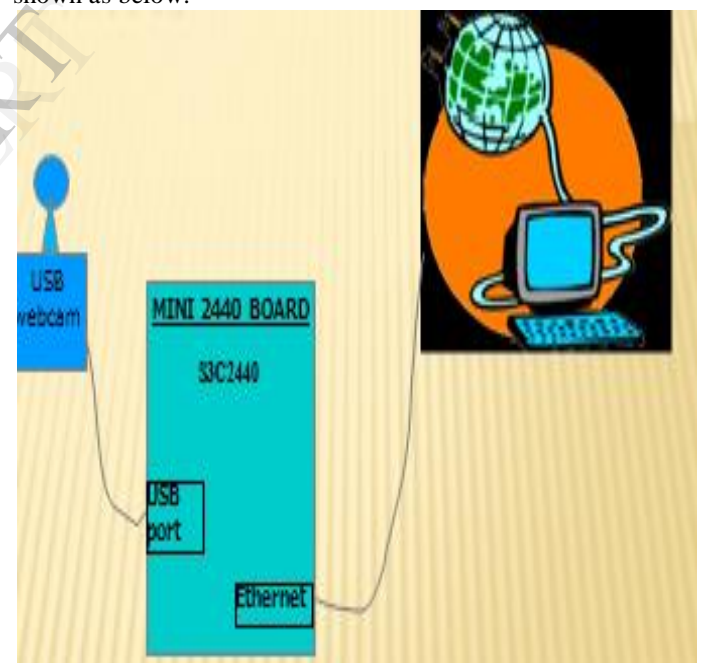 shown as below:
USB
webcam
MINI 2440 BOARD
S3C2440
USB
port
Ethernet